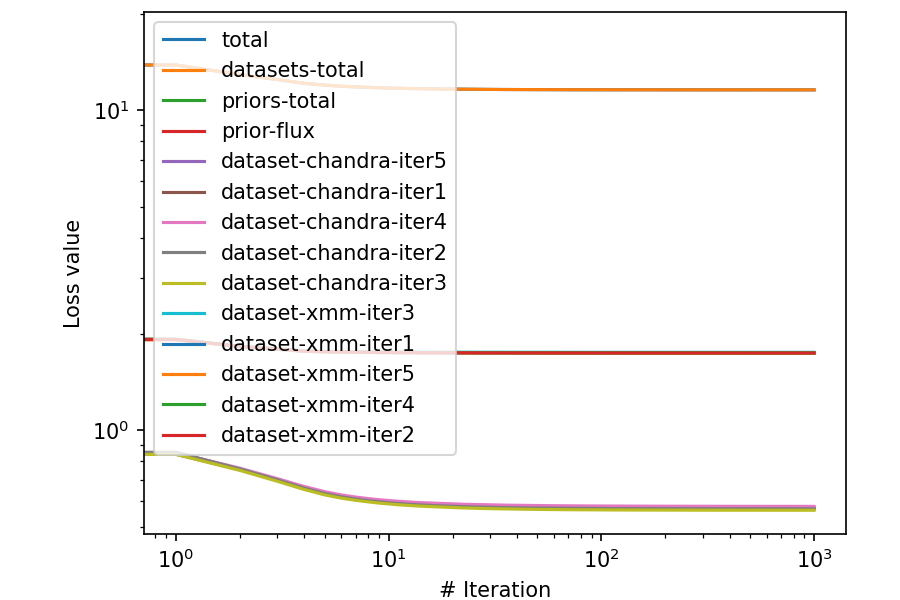 total
datasets-total
priors-total
prior-flux
dataset-chandra-iter5
dataset-chandra-iter1
dataset-chandra-iter4
dataset-chandra-iter2
dataset-chandra-iter3
dataset-xmm-iter3
dataset-xmm-iter1
dataset-xmm-iter5
dataset-xmm-iter4
dataset-xmm-iter2
Loss value
10¹
10⁰
10⁰ 10¹ 10² 10³
# Iteration